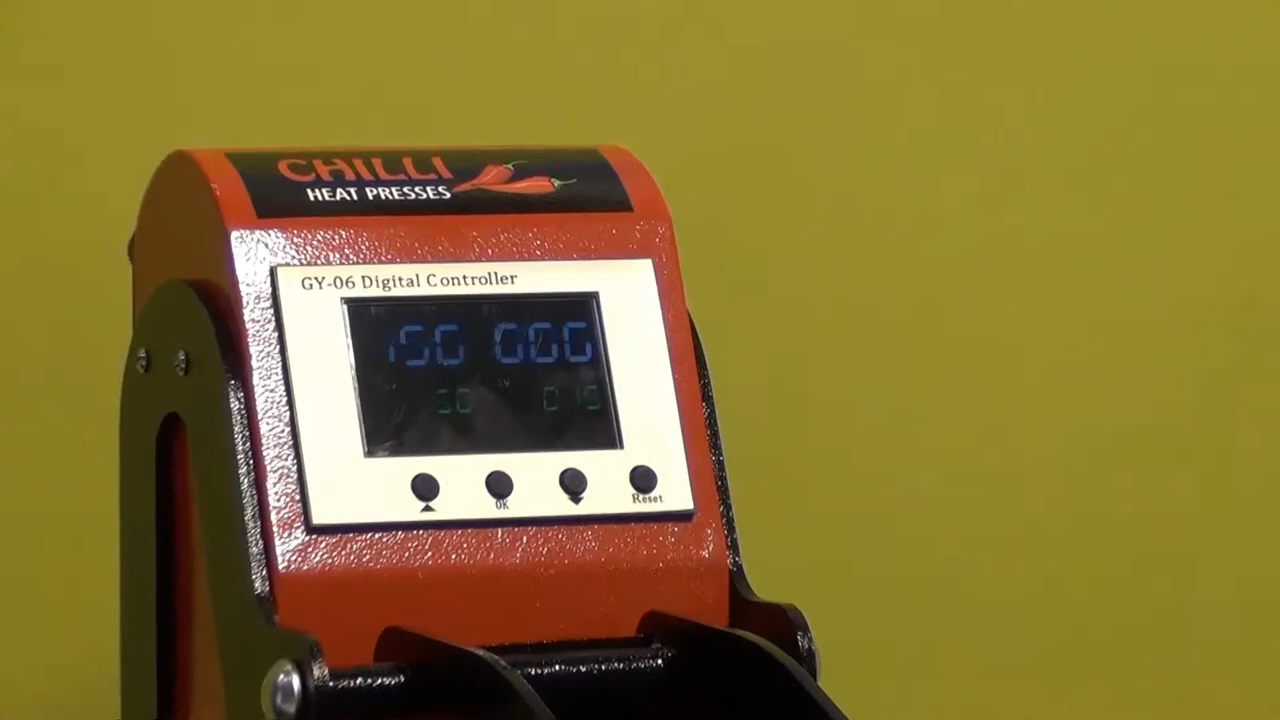 CHILLI
HEAT PRESSES
GY-06 Digital Controller
150 000
OK
Reset